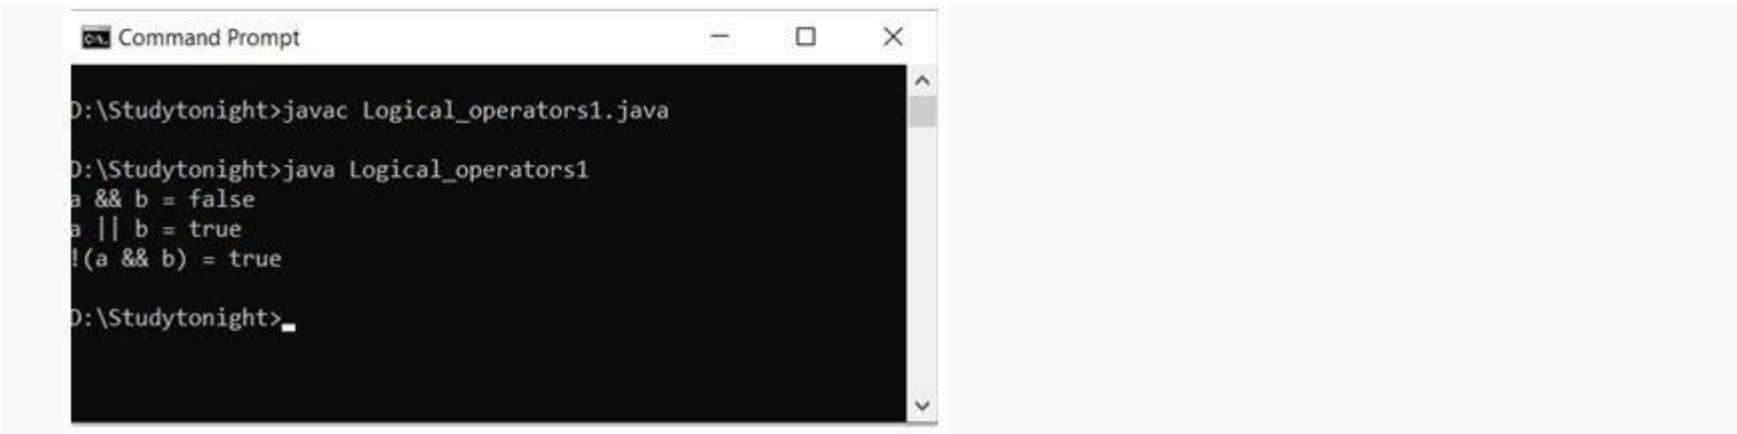 Command Prompt
D:\Studytonight>javac Logical_operators1.java
D:\Studytonight>java Logical_operators1
a && b = false
a || b = true
!(a && b) = true
D:\Studytonight>